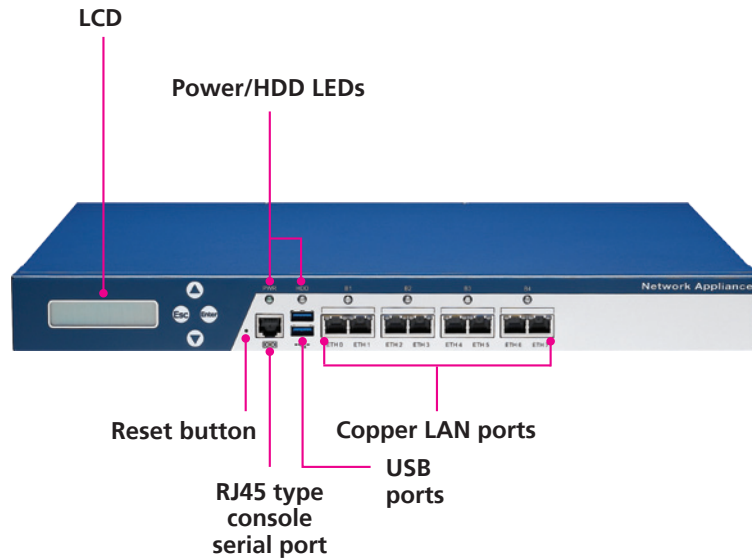 LCD
Power/HDD LEDs
PWR HDD B1 B2 B3 B4
Network Appliance
Esc Enter
ETH 0 ETH 1 ETH 2 ETH 3 ETH 4 ETH 5 ETH 6 ETH 7
Reset button
Copper LAN ports
USB
ports
RJ45 type
console
serial port